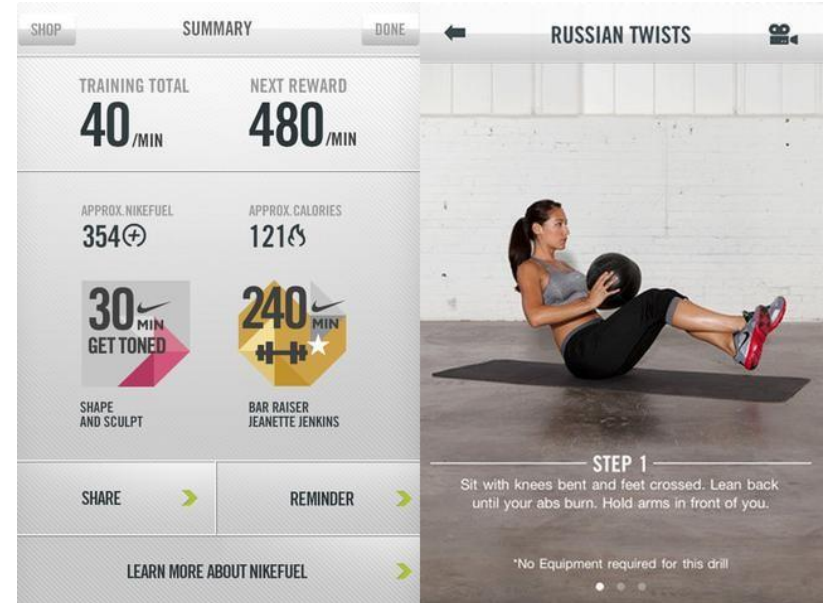 SHOP SUMMARY DONE
TRAINING TOTAL NEXT REWARD
40/MIN 480/MIN
APPROX.NIKEFUEL APPROX.CALORIES
354 121
30 MIN
GET TONED
240 MIN
SHAPE
AND SCULPT
BAR RAISER
JEANETTE JENKINS
SHARE REMINDER
LEARN MORE ABOUT NIKEFUEL
RUSSIAN TWISTS
STEP 1
Sit with knees bent and feet crossed. Lean back
until your abs burn. Hold arms in front of you.
*No Equipment required for this drill